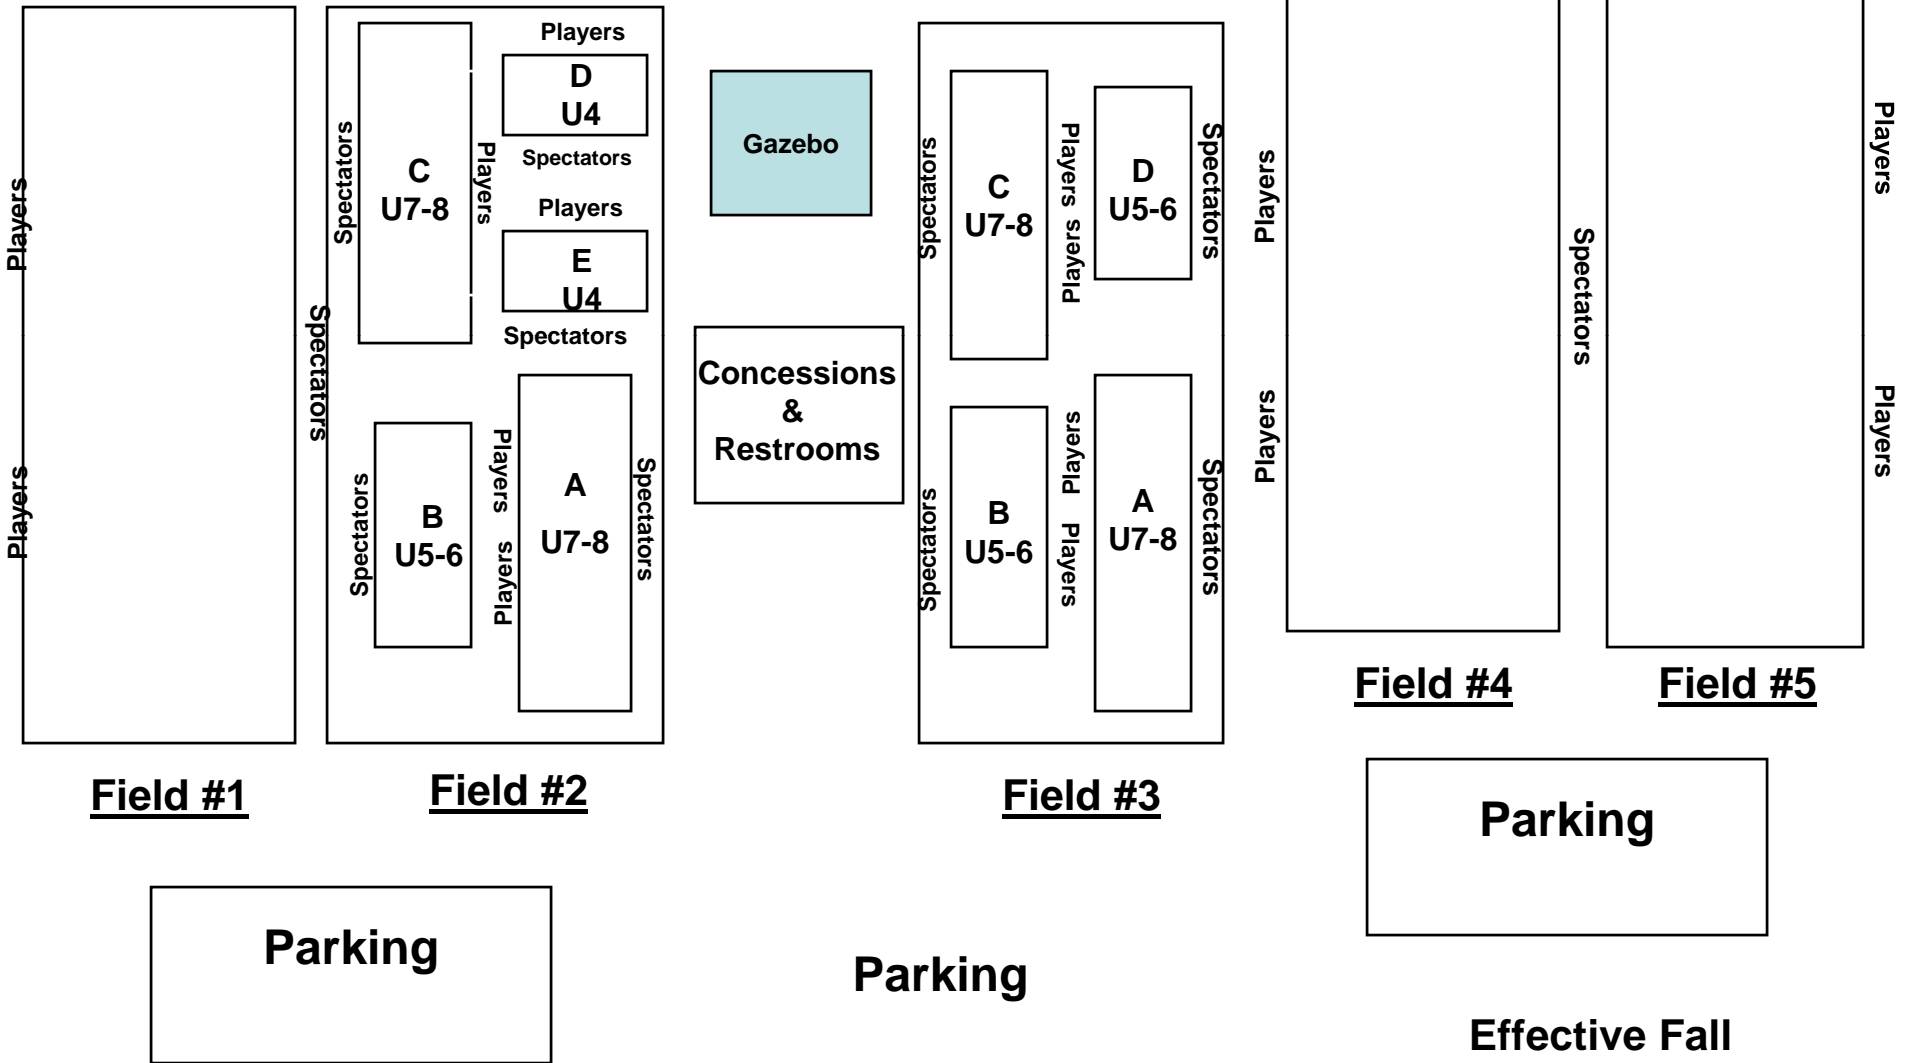 Players
Players
Spectators
Field #1
Spectators
C
U7-8
Players
Players
D
U4
Spectators
Players
E
U4
Spectators
Spectators
B
U5-6
Players
Players
A
U7-8
Spectators
Field #2
Gazebo
Concessions
&
Restrooms
Spectators
C
U7-8
Players
Players
D
U5-6
Spectators
Spectators
B
U5-6
Players
Players
A
U7-8
Spectators
Field #3
Players
Players
Spectators
Field #4
Players
Players
Field #5
Parking
Parking
Parking
Effective Fall